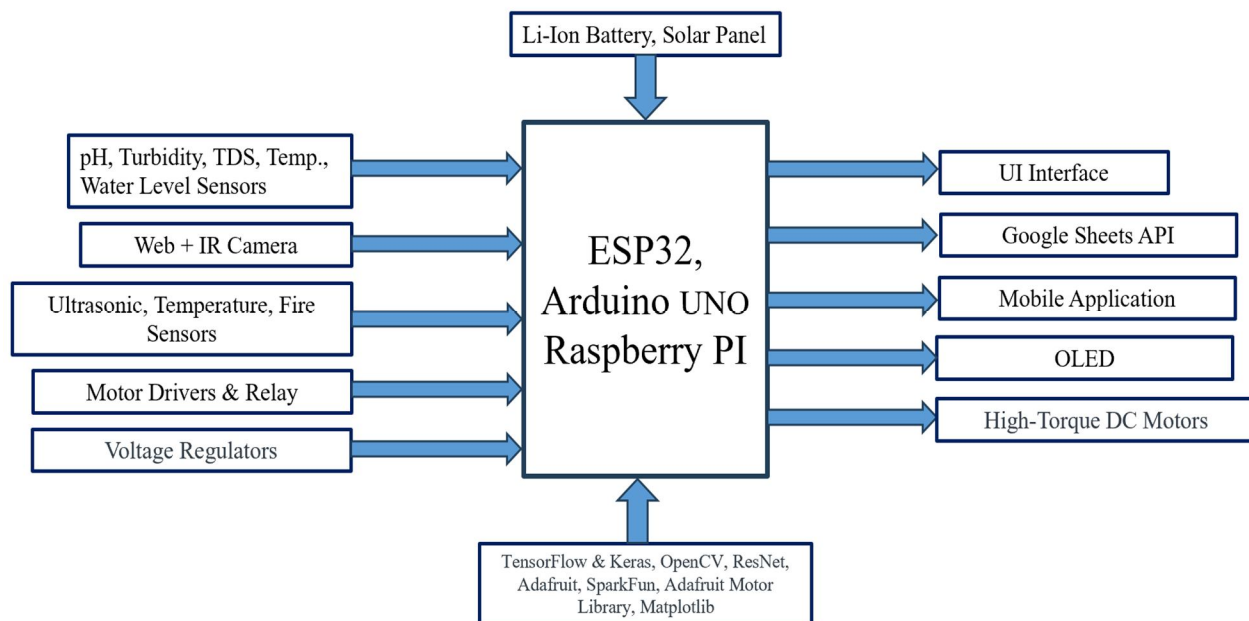 Li-Ion Battery, Solar Panel
pH, Turbidity, TDS, Temp.,
Water Level Sensors
Web + IR Camera
Ultrasonic, Temperature, Fire
Sensors
Motor Drivers & Relay
Voltage Regulators
ESP32,
Arduino UNO
Raspberry PI
UI Interface
Google Sheets API
Mobile Application
OLED
High-Torque DC Motors
TensorFlow & Keras, OpenCV, ResNet,
Adafruit, SparkFun, Adafruit Motor
Library, Matplotlib